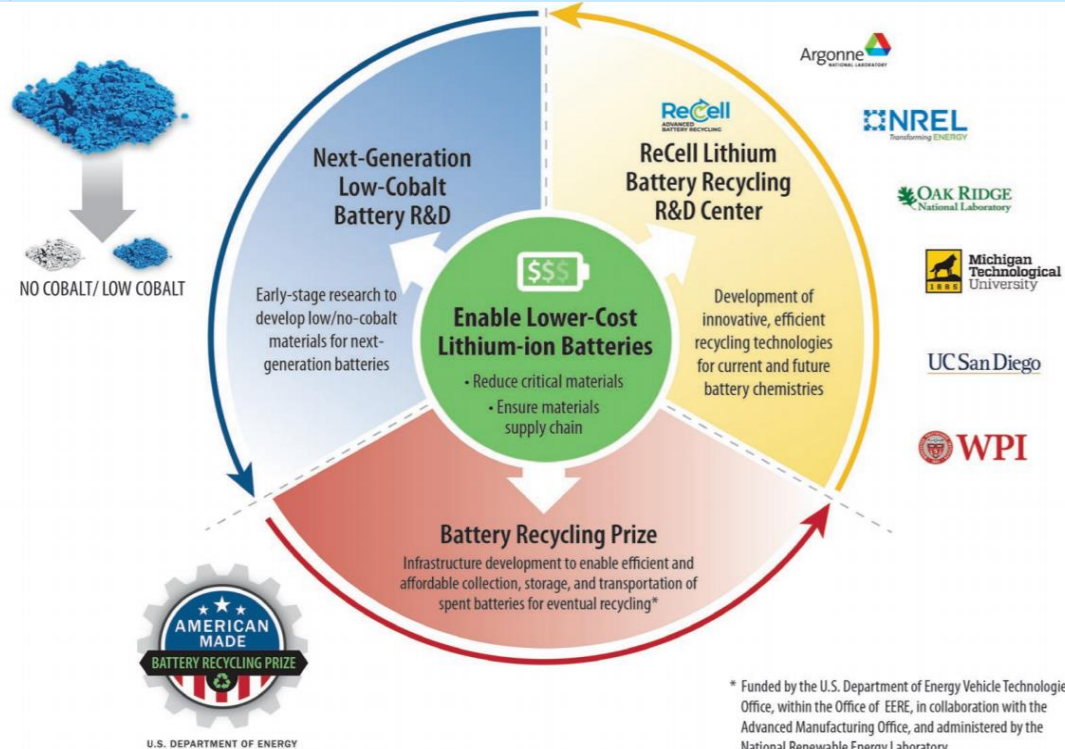 NO COBALT/ LOW COBALT
Next-Generation
Low-Cobalt
Battery R&D
Early-stage research to
develop low/no-cobalt
materials for next-
generation batteries
ReCell
ADVANCED
BATTERY RECYCLING
ReCell Lithium
Battery Recycling
R&D Center
Development of
innovative, efficient
recycling technologies
for current and future
battery chemistries
$$$
Enable Lower-Cost
Lithium-ion Batteries
• Reduce critical materials
• Ensure materials
supply chain
Battery Recycling Prize
Infrastructure development to enable efficient and
affordable collection, storage, and transportation of
spent batteries for eventual recycling*
Argonne
NATIONAL LABORATORY
NREL
Transforming ENERGY
OAK RIDGE
National Laboratory
1885
Michigan
Technological
University
UC San Diego
WPI
AMERICAN
MADE
BATTERY RECYCLING PRIZE
U.S. DEPARTMENT OF ENERGY
* Funded by the U.S. Department of Energy Vehicle Technologie
Office, within the Office of EERE, in collaboration with the
Advanced Manufacturing Office, and administered by the
National Renewable Energy Laboratory